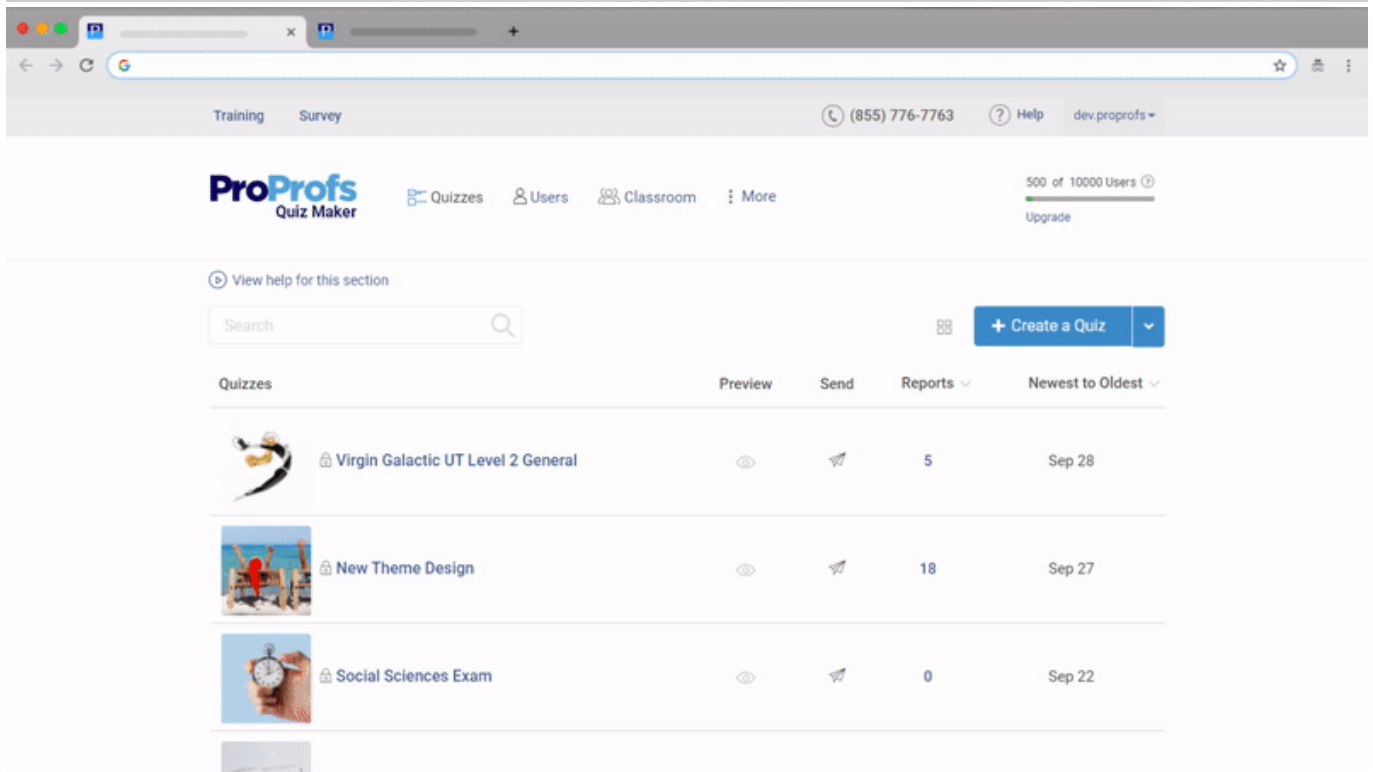 Training Survey (855) 776-7763 Help dev.proprofs
ProProfs
Quiz Maker
Quizzes Users Classroom More
500 of 10000 Users
Upgrade
View help for this section
Search
+ Create a Quiz
Quizzes Preview Send Reports Newest to Oldest
Virgin Galactic UT Level 2 General 5 Sep 28
New Theme Design 18 Sep 27
Social Sciences Exam 0 Sep 22